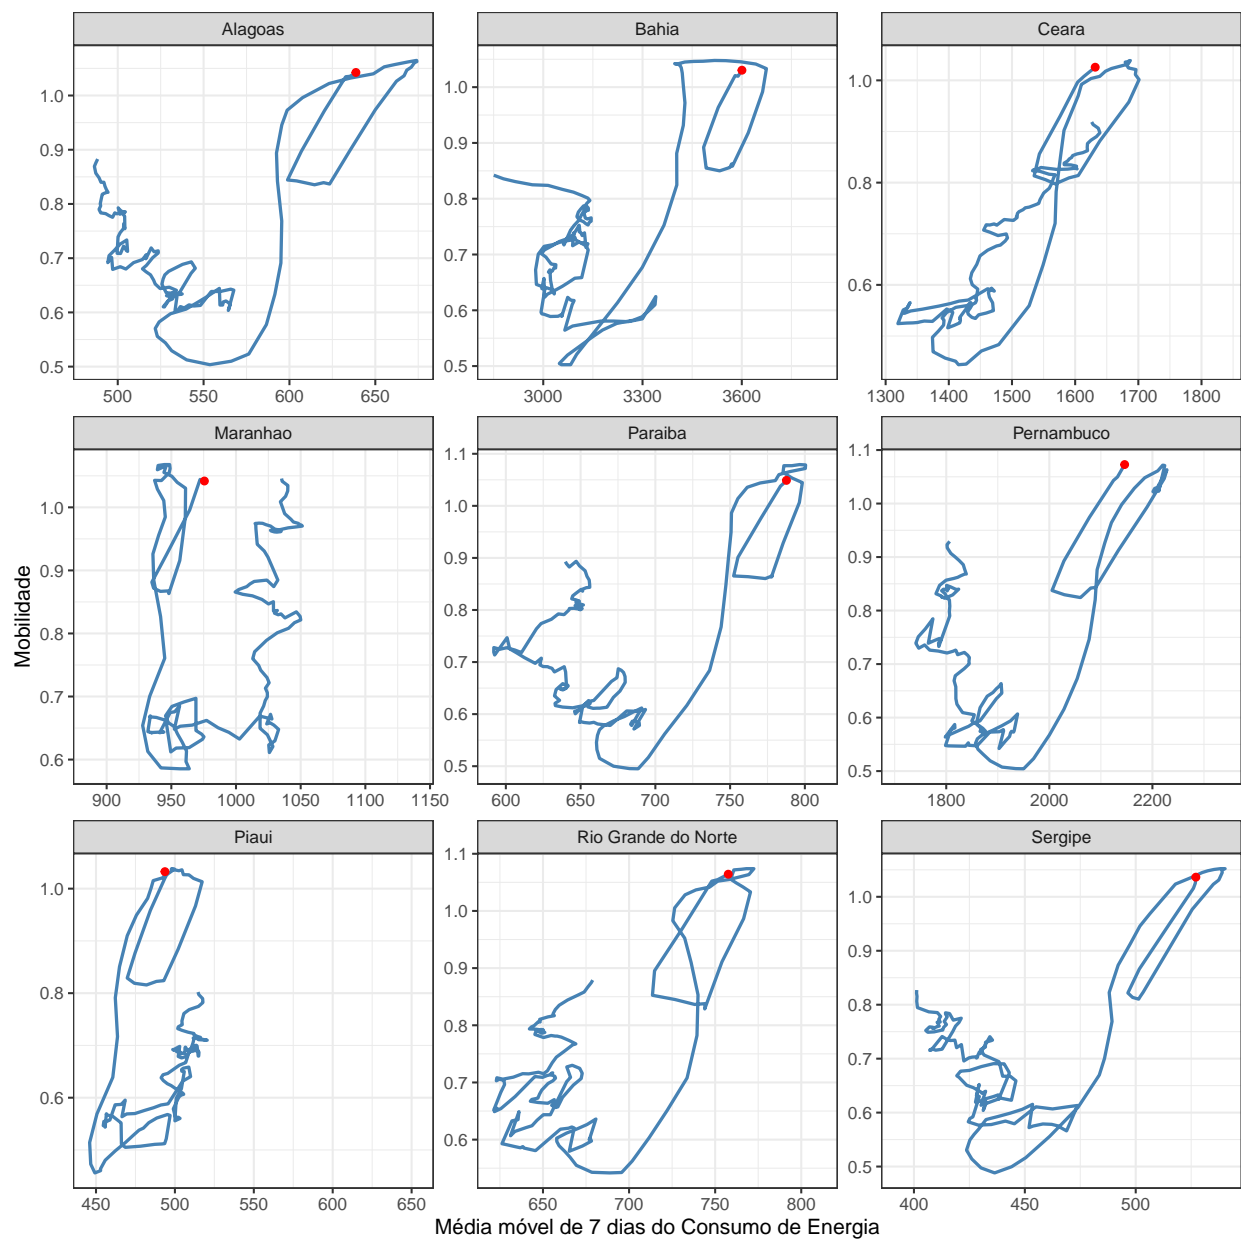 Alagoas
Bahia
Ceara
1.0
0.9
0.8
0.7
0.6
0.5
500 550 600 650
1.0
0.9
0.8
0.7
0.6
0.5
3000 3300 3600
1.0
0.8
0.6
1300 1400 1500 1600 1700 1800
Maranhao
Paraiba
Pernambuco
Mobilidade
1.0
0.9
0.8
0.7
0.6
900 950 1000 1050 1100 1150
1.1
1.0
0.9
0.8
0.7
0.6
0.5
600 650 700 750 800
1.1
1.0
0.9
0.8
0.7
0.6
0.5
1800 2000 2200
Piaui
Rio Grande do Norte
Sergipe
1.0
0.8
0.6
450 500 550 600 650
1.1
1.0
0.9
0.8
0.7
0.6
650 700 750 800
1.0
0.9
0.8
0.7
0.6
0.5
400 450 500
Média móvel de 7 dias do Consumo de Energia